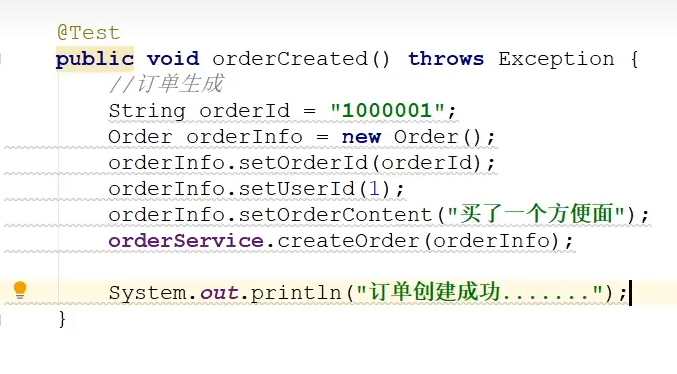 @Test
public void orderCreated() throws Exception {
//订单生成
String orderId = "1000001";
Order orderInfo = new Order();
orderInfo.setOrderId(orderId);
orderInfo.setUserId(1);
orderInfo.setOrderContent("买了一个方便面");
orderService.createOrder(orderInfo);
System.out.println("订单创建成功.......");
}